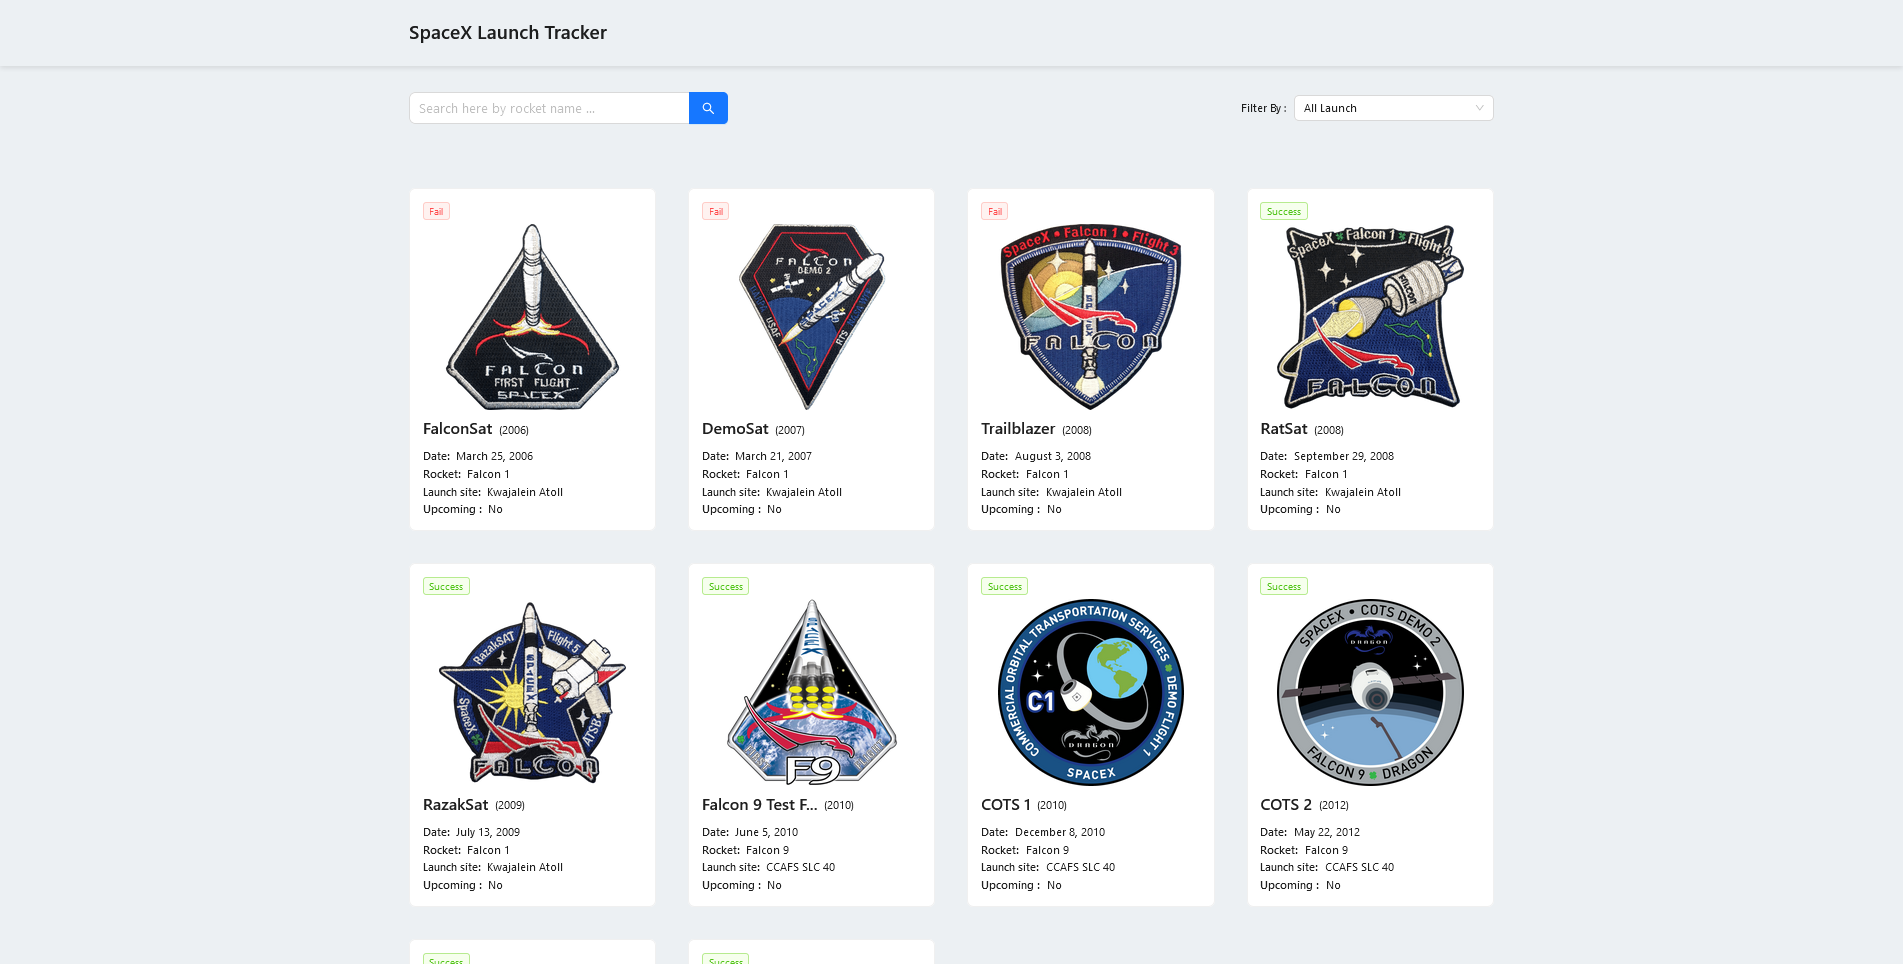 SpaceX Launch Tracker
Search here by rocket name ...
Filter By :
All Launch
Fail
FALCON
FIRST FLIGHT
SPACEX
FalconSat (2006)
Date: March 25, 2006
Rocket: Falcon 1
Launch site: Kwajalein Atoll
Upcoming : No
Fail
FALCON
DEMO 2
SPACEX
USAF
RTS
DemoSat (2007)
Date: March 21, 2007
Rocket: Falcon 1
Launch site: Kwajalein Atoll
Upcoming : No
Fail
SpaceX • Falcon 1 • Flight 3
SPACEX
FALCON
Trailblazer (2008)
Date: August 3, 2008
Rocket: Falcon 1
Launch site: Kwajalein Atoll
Upcoming : No
Success
SpaceX Falcon 1 Flight 4
FALCON
FALCON
RatSat (2008)
Date: September 29, 2008
Rocket: Falcon 1
Launch site: Kwajalein Atoll
Upcoming : No
Success
RazakSAT Flight 5
SPACEX
SpaceX
ATSB
FALCON
RazakSat (2009)
Date: July 13, 2009
Rocket: Falcon 1
Launch site: Kwajalein Atoll
Upcoming : No
Success
SPACEX
F9
Falcon 9 Test F... (2010)
Date: June 5, 2010
Rocket: Falcon 9
Launch site: CCAFS SLC 40
Upcoming : No
Success
COMMERCIAL ORBITAL TRANSPORTATION SERVICES DEMO FLIGHT 1
C1
DRAGON
SPACEX
COTS 1 (2010)
Date: December 8, 2010
Rocket: Falcon 9
Launch site: CCAFS SLC 40
Upcoming : No
Success
SPACEX • COTS DEMO 2
DRAGON
FALCON 9 DRAGON
COTS 2 (2012)
Date: May 22, 2012
Rocket: Falcon 9
Launch site: CCAFS SLC 40
Upcoming : No
Success
Success